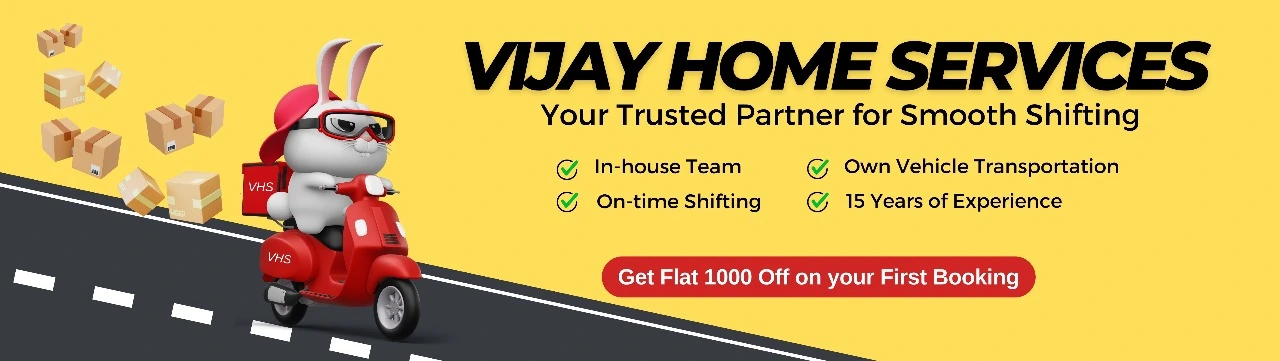 VIJAY HOME SERVICES
Your Trusted Partner for Smooth Shifting
In-house Team
Own Vehicle Transportation
On-time Shifting
15 Years of Experience
Get Flat 1000 Off on your First Booking
VHS
VHS